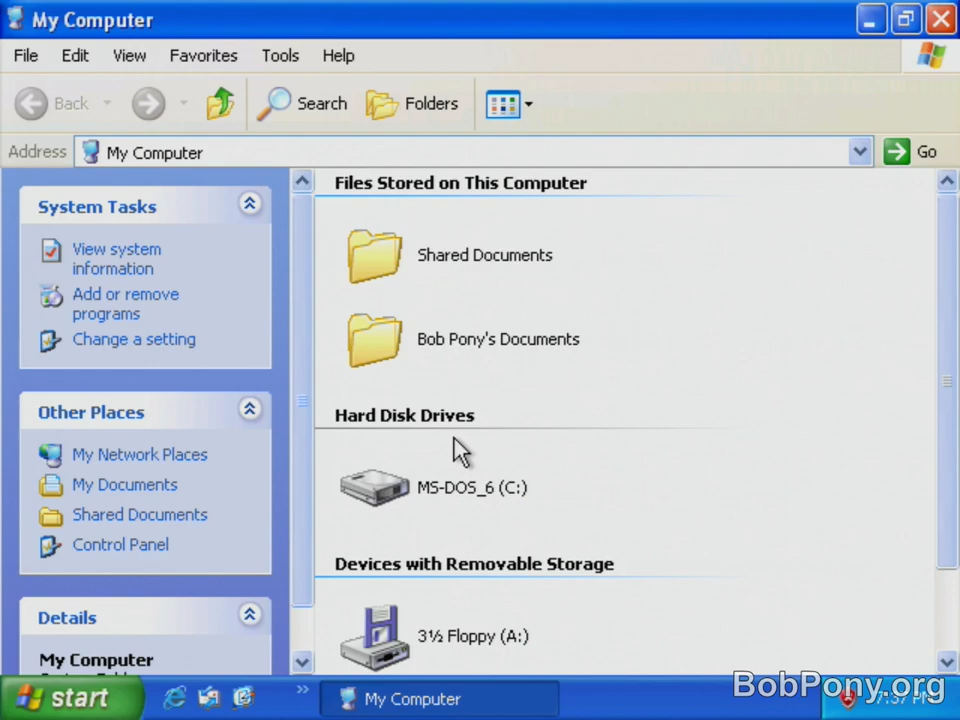 My Computer
File Edit View Favorites Tools Help
Back Search Folders
Address My Computer Go
System Tasks
View system
information
Add or remove
programs
Change a setting
Other Places
My Network Places
My Documents
Shared Documents
Control Panel
Details
My Computer
Files Stored on This Computer
Shared Documents
Bob Pony's Documents
Hard Disk Drives
MS-DOS_6 (C:)
Devices with Removable Storage
3½ Floppy (A:)
start My Computer 7:37 PM
BobPony.org